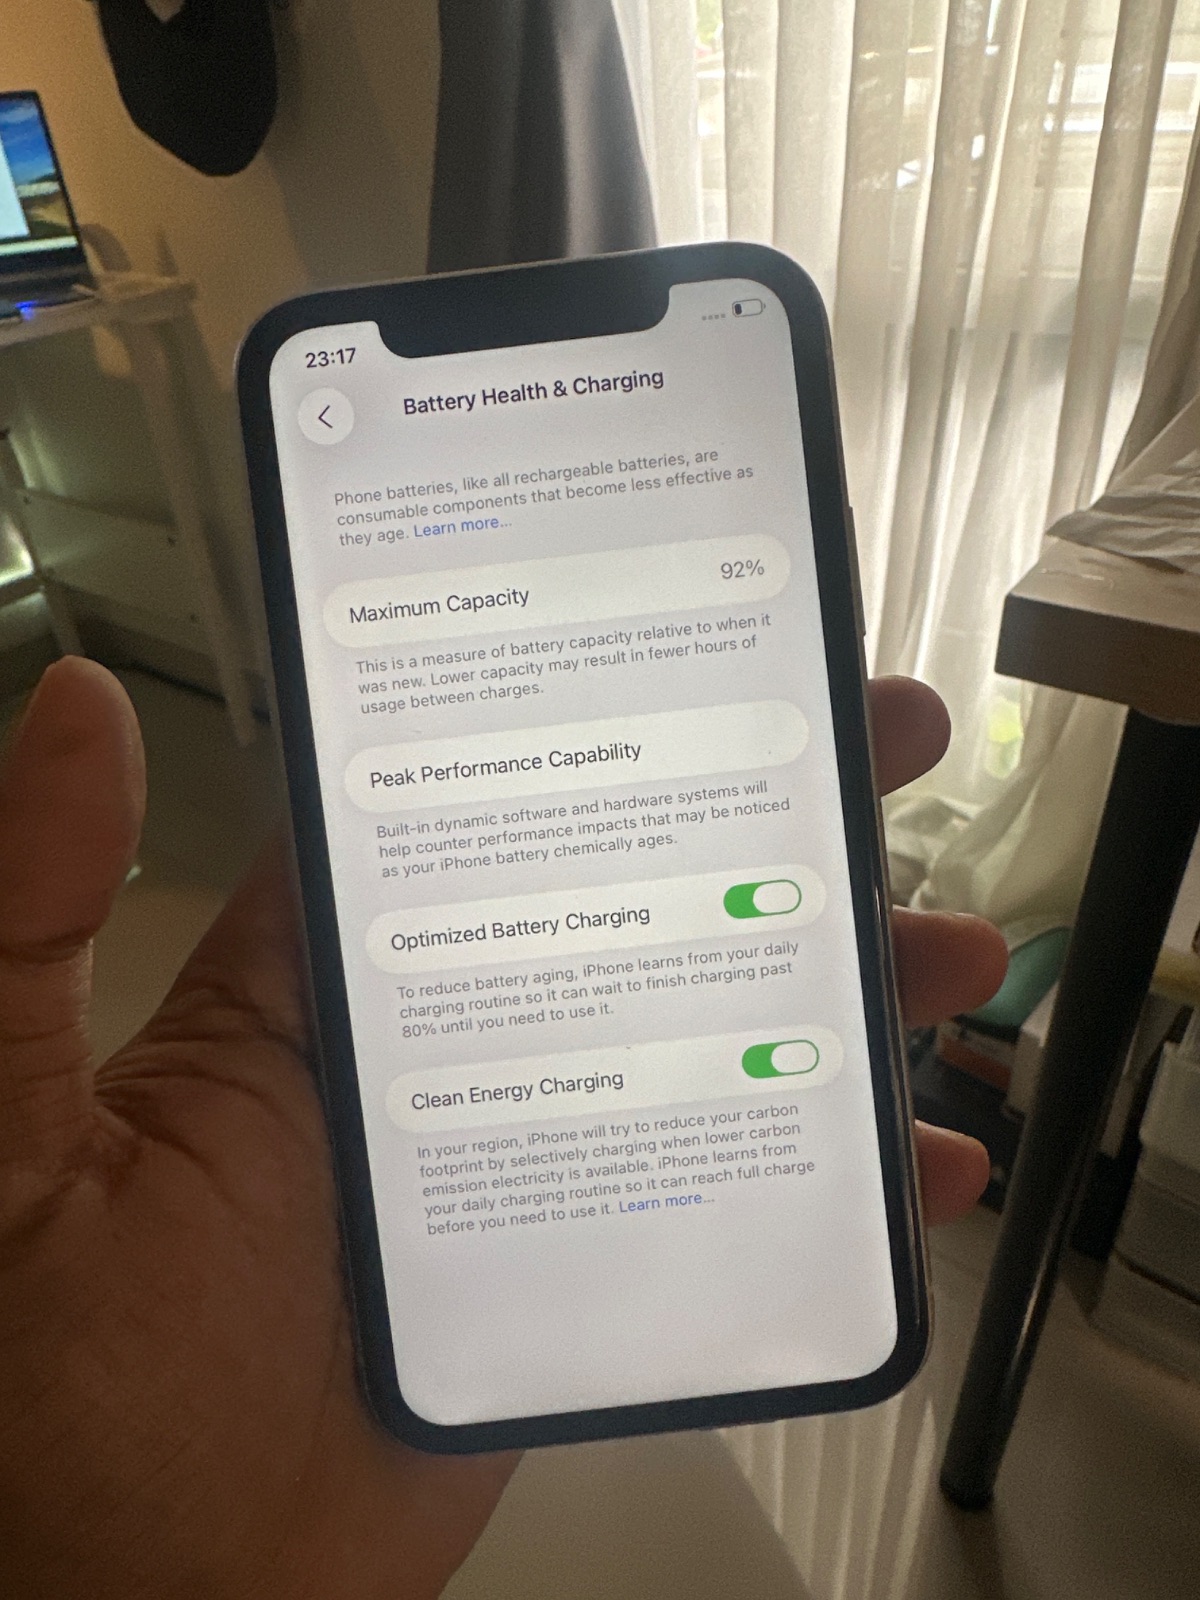 23:17
Battery Health & Charging
Phone batteries, like all rechargeable batteries, are
consumable components that become less effective as
they age. Learn more...
Maximum Capacity 92%
This is a measure of battery capacity relative to when it
was new. Lower capacity may result in fewer hours of
usage between charges.
Peak Performance Capability
Built-in dynamic software and hardware systems will
help counter performance impacts that may be noticed
as your iPhone battery chemically ages.
Optimized Battery Charging
To reduce battery aging, iPhone learns from your daily
charging routine so it can wait to finish charging past
80% until you need to use it.
Clean Energy Charging
In your region, iPhone will try to reduce your carbon
footprint by selectively charging when lower carbon
emission electricity is available. iPhone learns from
your daily charging routine so it can reach full charge
before you need to use it. Learn more...